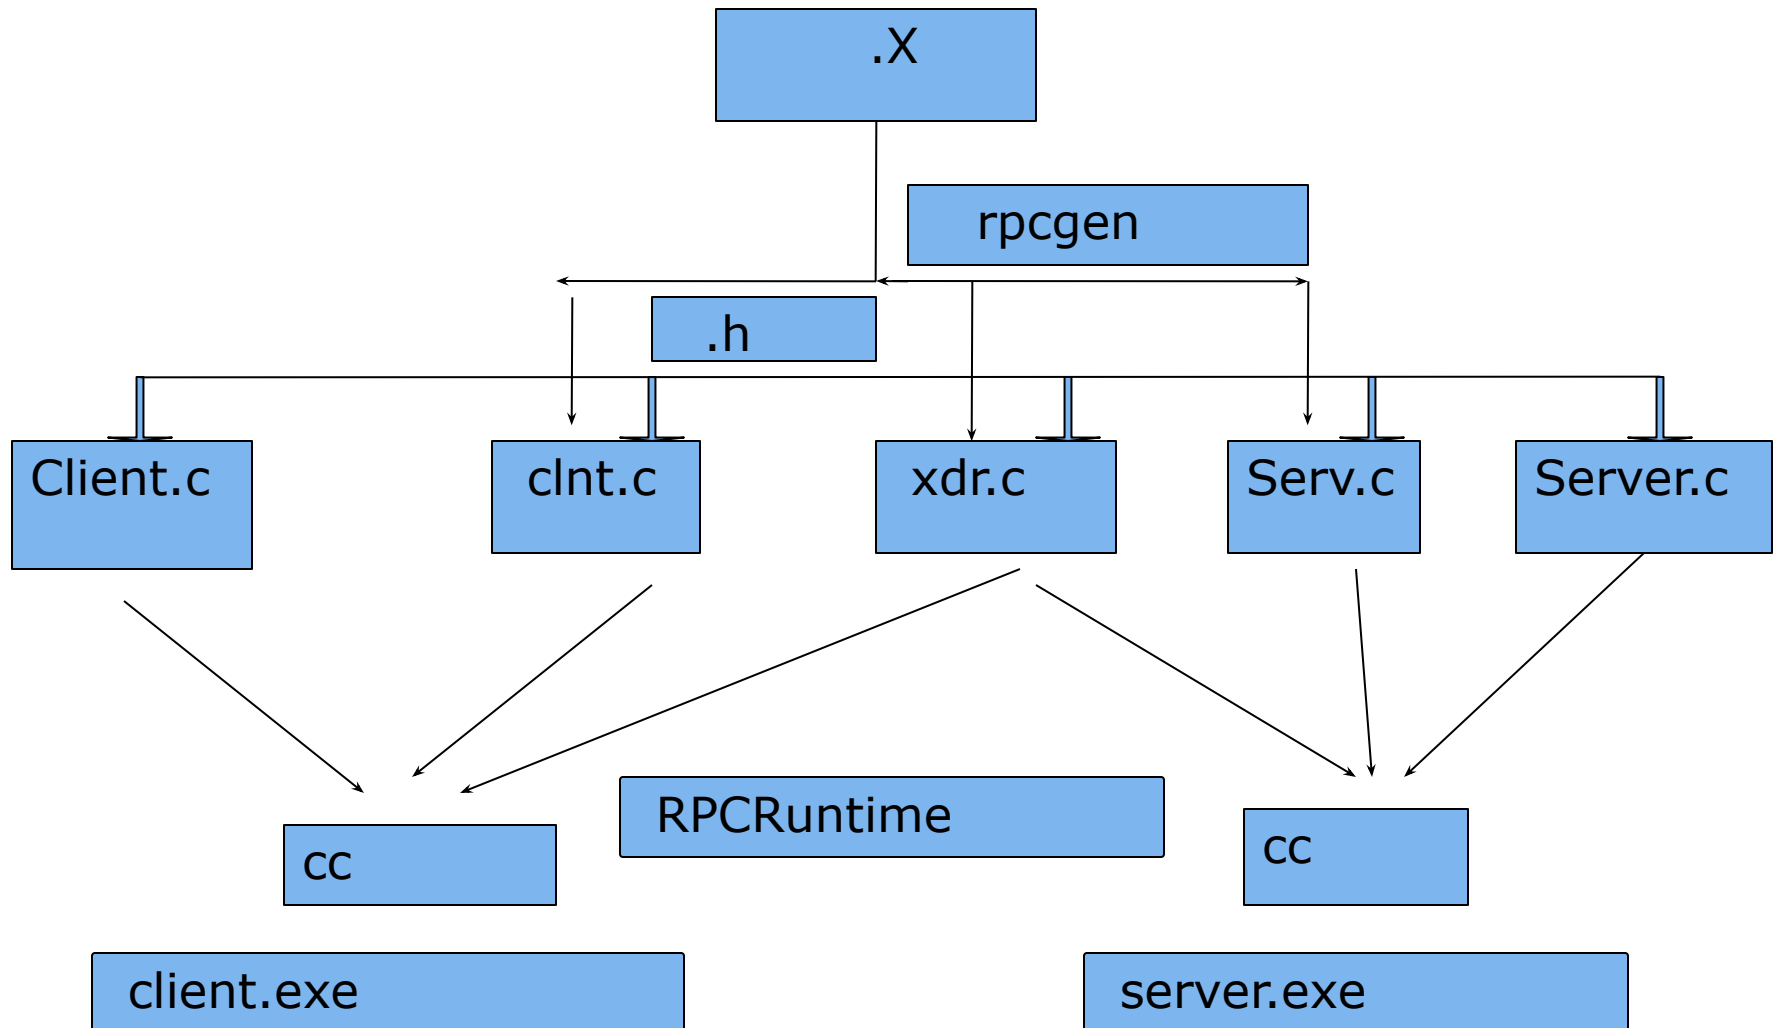 .X
rpcgen
.h
Client.c
clnt.c
xdr.c
Serv.c
Server.c
RPCRuntime
cc
cc
client.exe
server.exe